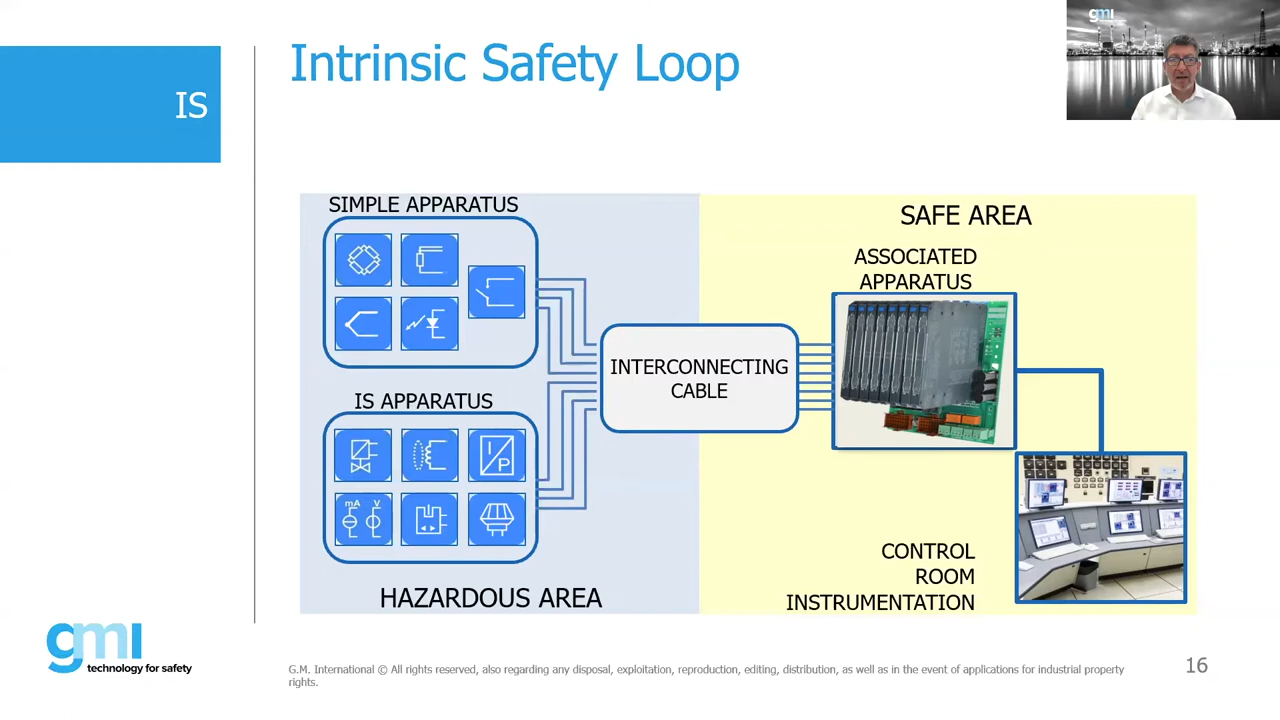 Intrinsic Safety Loop
gmi
IS
SIMPLE APPARATUS
SAFE AREA
ASSOCIATED
APPARATUS
INTERCONNECTING
CABLE
IS APPARATUS
I
P
mA V
CONTROL
ROOM
INSTRUMENTATION
HAZARDOUS AREA
gmi
technology for safety
G.M. International © All rights reserved, also regarding any disposal, exploitation, reproduction, editing, distribution, as well as in the event of applications for industrial property
rights.
16